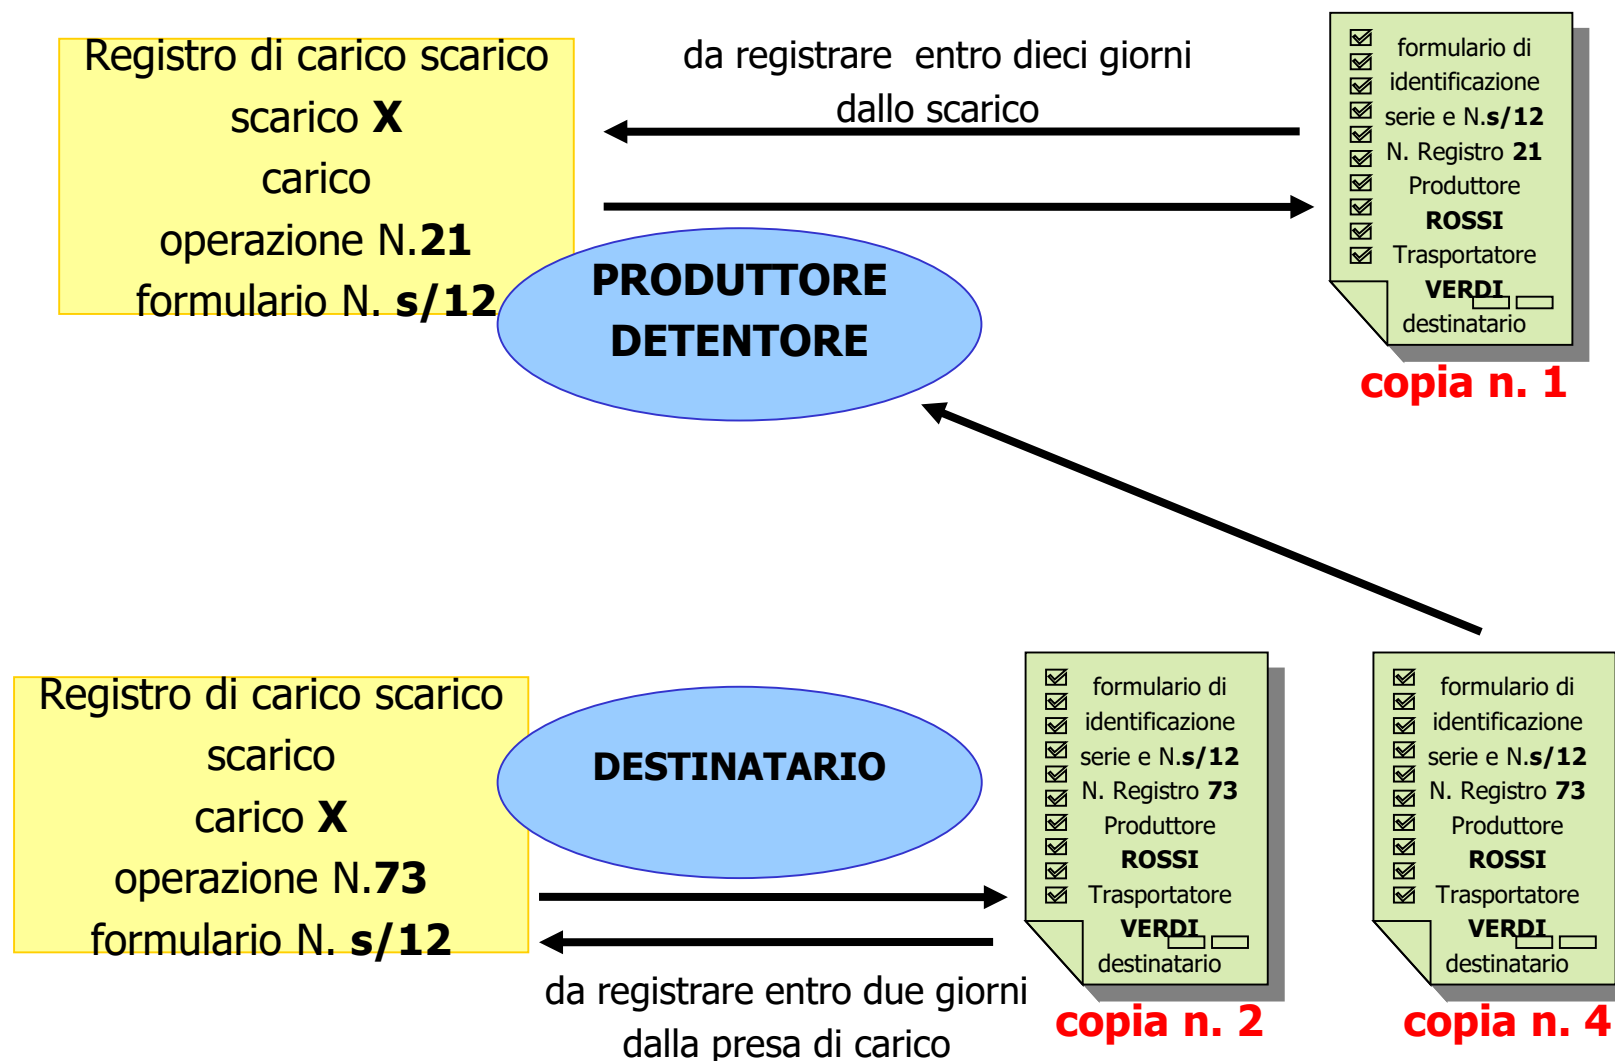 Registro di carico scarico
scarico X
carico
operazione N.21
formulario N. s/12
da registrare entro dieci giorni
dallo scarico
formulario di
identificazione
serie e N.s/12
N. Registro 21
Produttore
ROSSI
Trasportatore
VERDI
destinatario
copia n. 1
PRODUTTORE
DETENTORE
Registro di carico scarico
scarico
carico X
operazione N.73
formulario N. s/12
DESTINATARIO
da registrare entro due giorni
dalla presa di carico
formulario di
identificazione
serie e N.s/12
N. Registro 73
Produttore
ROSSI
Trasportatore
VERDI
destinatario
copia n. 2
formulario di
identificazione
serie e N.s/12
N. Registro 73
Produttore
ROSSI
Trasportatore
VERDI
destinatario
copia n. 4